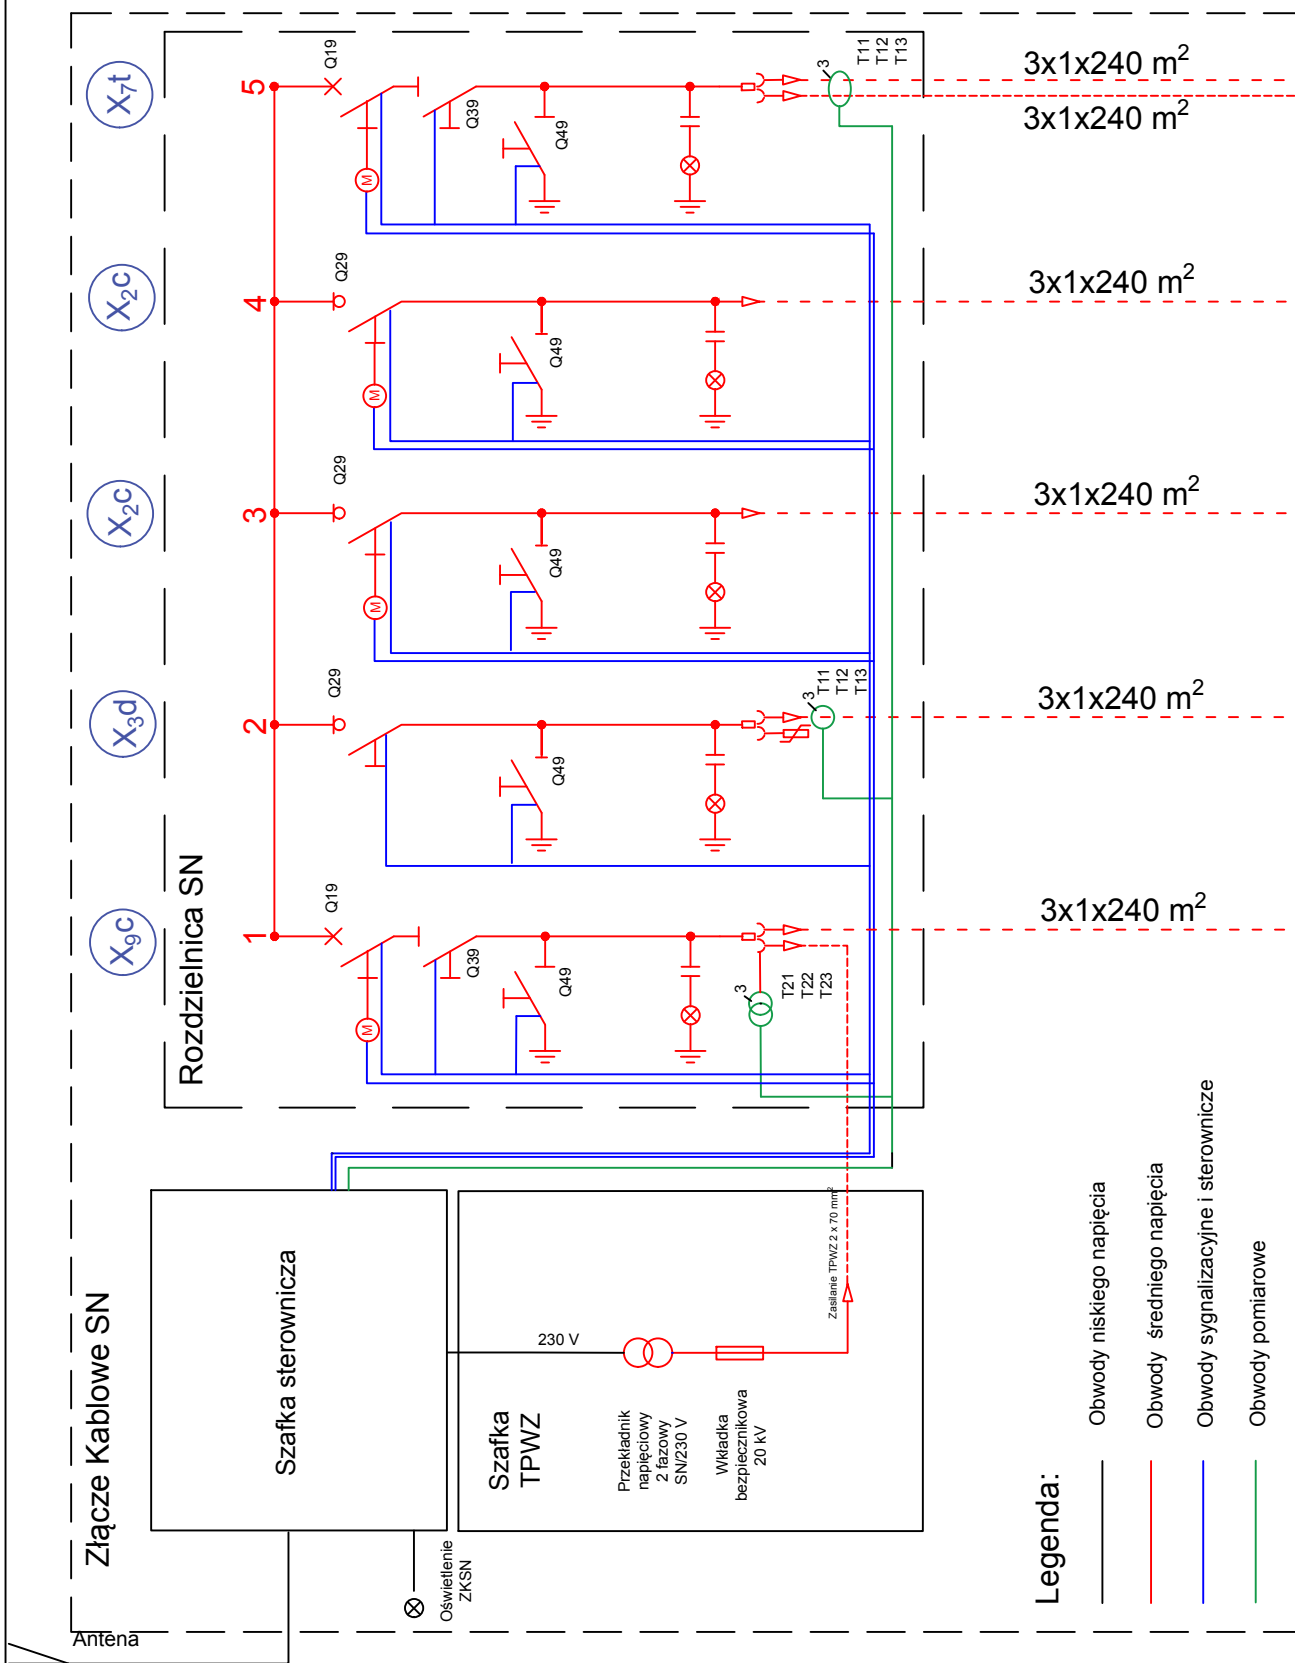 Złącze Kablowe SN
Antena
Oświetlenie
ZKSN
Szafka sterownicza
Szafka
TPWZ
230 V
Przekładnik
napięciowy
2 fazowy
SN/230 V
Wkładka
bezpiecznikowa
20 kV
Zasilanie TPWZ 2 x 70 mm²
Rozdzielnica SN
X₉c
1
Q19
M
Q39
Q49
3
T21
T22
T23
3x1x240 m²
X₃d
2
Q29
Q49
3
T11
T12
T13
3x1x240 m²
X₂c
3
Q29
M
Q49
3x1x240 m²
X₂c
4
Q29
M
Q49
3x1x240 m²
X₇t
5
Q19
M
Q39
Q49
3
T11
T12
T13
3x1x240 m²
3x1x240 m²
Legenda:
Obwody niskiego napięcia
Obwody średniego napięcia
Obwody sygnalizacyjne i sterownicze
Obwody pomiarowe